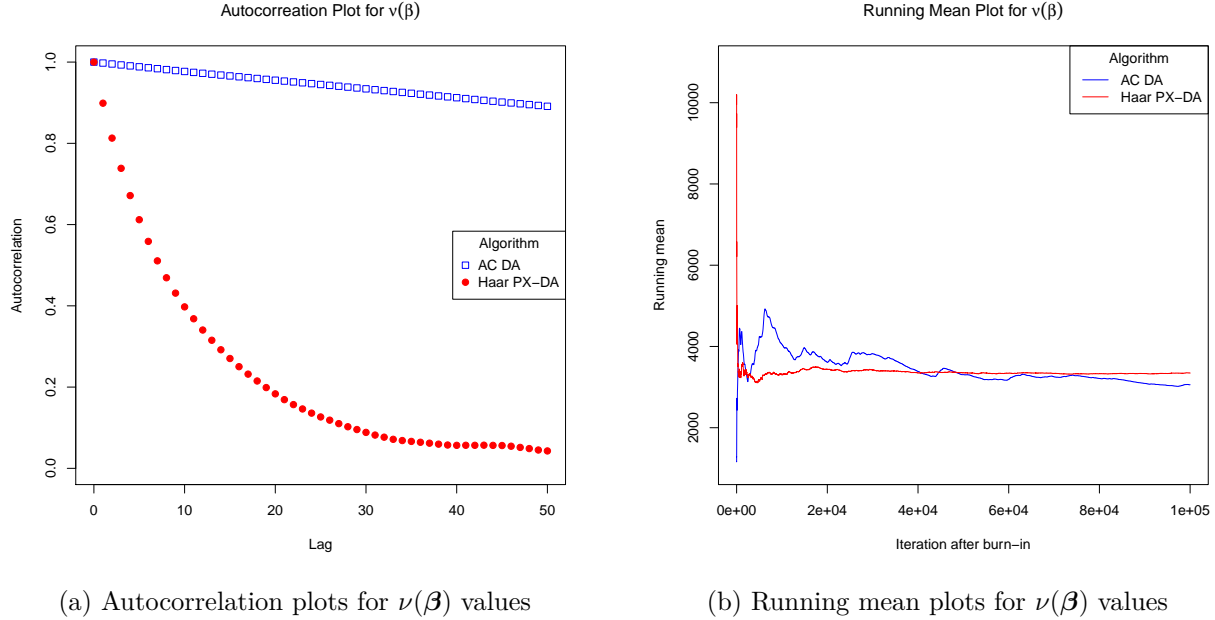 Autocorreation Plot for ν(β)
Autocorrelation
1.0
0.8
0.6
0.4
0.2
0.0
Algorithm
AC DA
Haar PX−DA
0 10 20 30 40 50
Lag
(a) Autocorrelation plots for ν(β) values
Running Mean Plot for ν(β)
Running mean
10000
8000
6000
4000
2000
Algorithm
AC DA
Haar PX−DA
0e+00 2e+04 4e+04 6e+04 8e+04 1e+05
Iteration after burn−in
(b) Running mean plots for ν(β) values